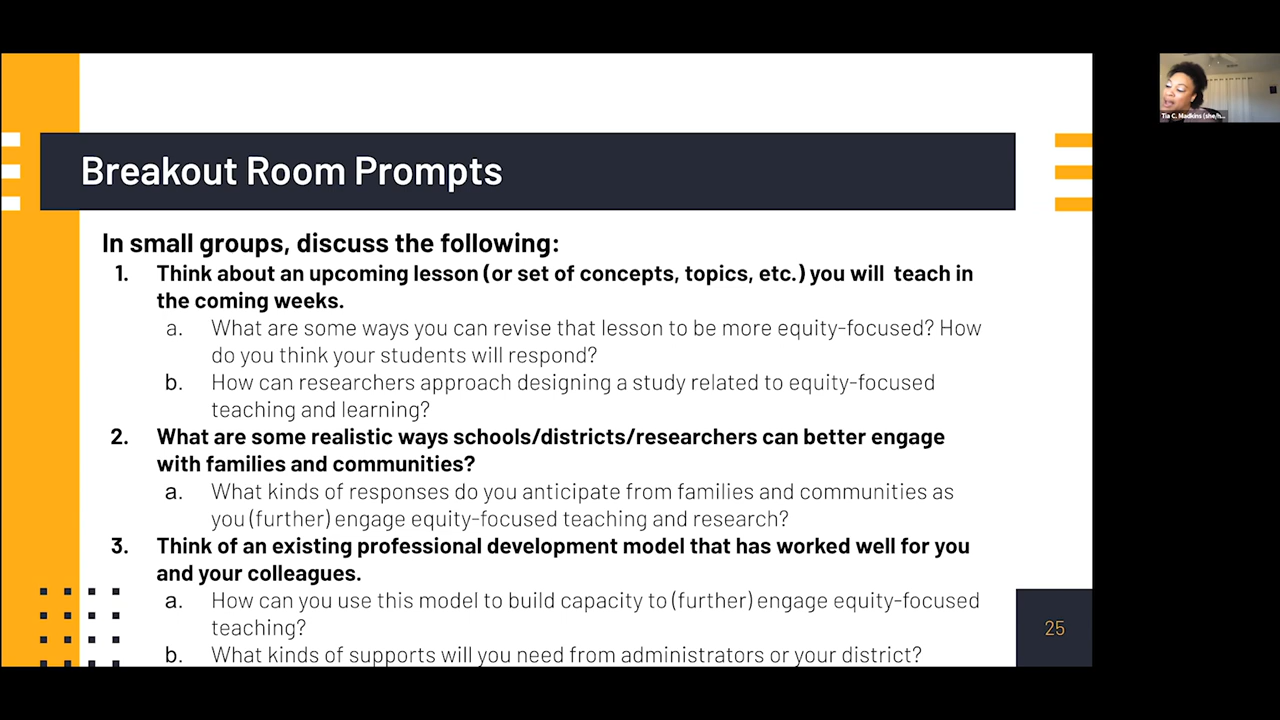 Tia C. Madkins (she/h...
Breakout Room Prompts
In small groups, discuss the following:
1. Think about an upcoming lesson (or set of concepts, topics, etc.) you will teach in
the coming weeks.
a. What are some ways you can revise that lesson to be more equity-focused? How
do you think your students will respond?
b. How can researchers approach designing a study related to equity-focused
teaching and learning?
2. What are some realistic ways schools/districts/researchers can better engage
with families and communities?
a. What kinds of responses do you anticipate from families and communities as
you (further) engage equity-focused teaching and research?
3. Think of an existing professional development model that has worked well for you
and your colleagues.
a. How can you use this model to build capacity to (further) engage equity-focused
teaching?
b. What kinds of supports will you need from administrators or your district?
25